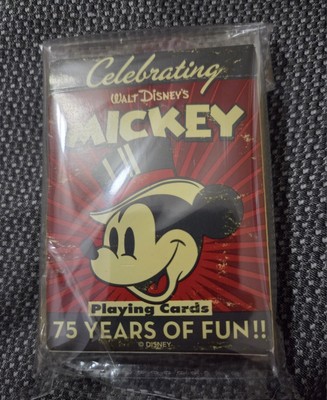 Celebrating
WALT DISNEY'S
MICKEY
Playing Cards
75 YEARS OF FUN!!
© DISNEY